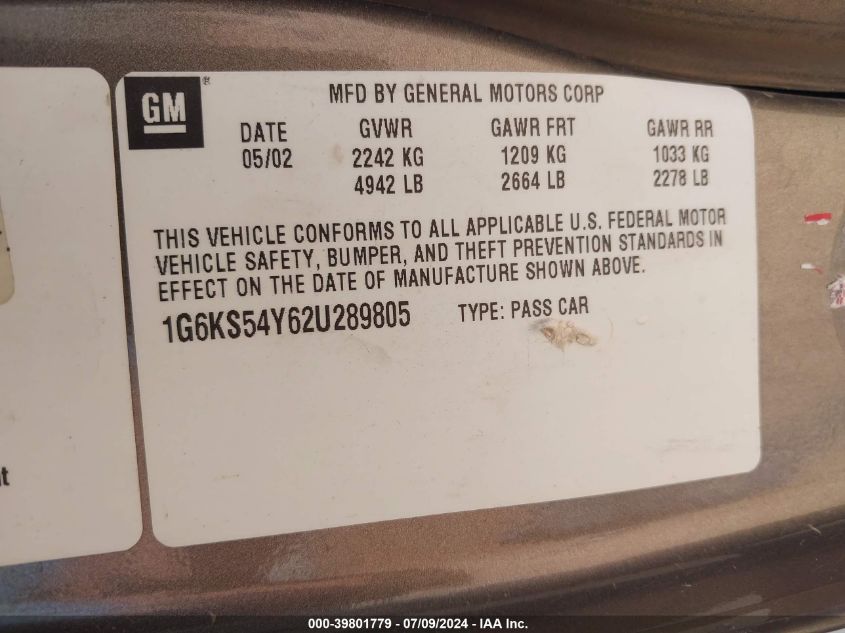 GM®
MFD BY GENERAL MOTORS CORP
DATE GVWR GAWR FRT GAWR RR
05/02 2242 KG 1209 KG 1033 KG
4942 LB 2664 LB 2278 LB
THIS VEHICLE CONFORMS TO ALL APPLICABLE U.S. FEDERAL MOTOR
VEHICLE SAFETY, BUMPER, AND THEFT PREVENTION STANDARDS IN
EFFECT ON THE DATE OF MANUFACTURE SHOWN ABOVE.
1G6KS54Y62U289805 TYPE: PASS CAR
000-39801779 / 07/09/2024 - IAA Inc.